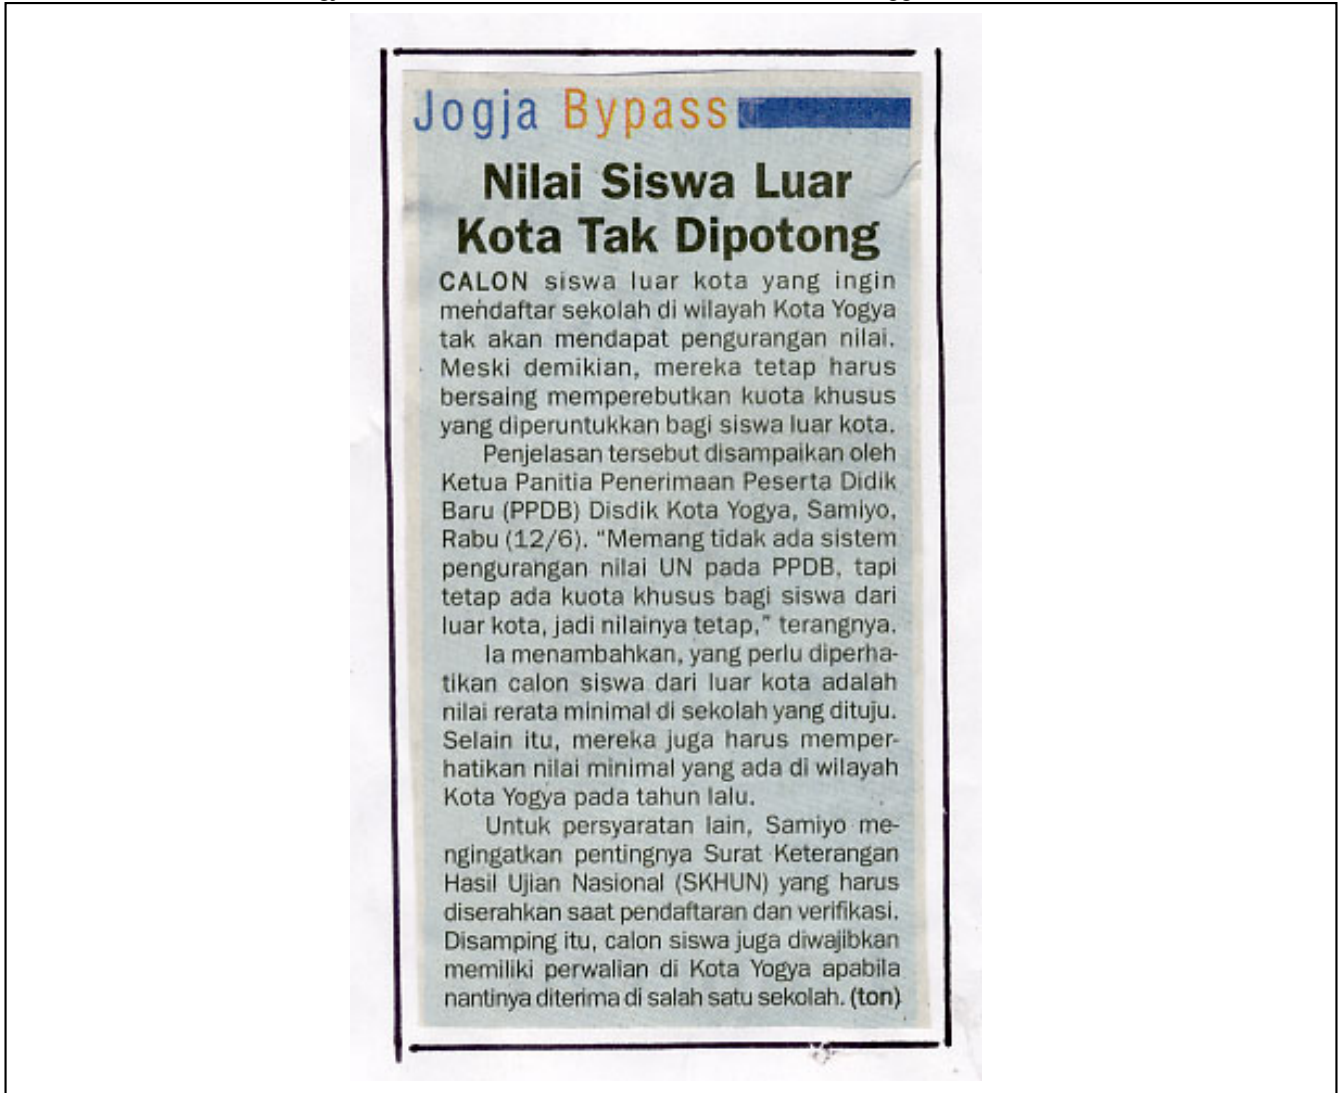 Jogja Bypass
Nilai Siswa Luar
Kota Tak Dipotong
CALON siswa luar kota yang ingin
mendaftar sekolah di wilayah Kota Yogya
tak akan mendapat pengurangan nilai.
Meski demikian, mereka tetap harus
bersaing memperebutkan kuota khusus
yang diperuntukkan bagi siswa luar kota.
Penjelasan tersebut disampaikan oleh
Ketua Panitia Penerimaan Peserta Didik
Baru (PPDB) Disdik Kota Yogya, Samiyo,
Rabu (12/6). “Memang tidak ada sistem
pengurangan nilai UN pada PPDB, tapi
tetap ada kuota khusus bagi siswa dari
luar kota, jadi nilainya tetap,” terangnya.
Ia menambahkan, yang perlu diperha-
tikan calon siswa dari luar kota adalah
nilai rerata minimal di sekolah yang dituju.
Selain itu, mereka juga harus memper-
hatikan nilai minimal yang ada di wilayah
Kota Yogya pada tahun lalu.
Untuk persyaratan lain, Samiyo me-
ngingatkan pentingnya Surat Keterangan
Hasil Ujian Nasional (SKHUN) yang harus
diserahkan saat pendaftaran dan verifikasi.
Disamping itu, calon siswa juga diwajibkan
memiliki perwalian di Kota Yogya apabila
nantinya diterima di salah satu sekolah. (ton)